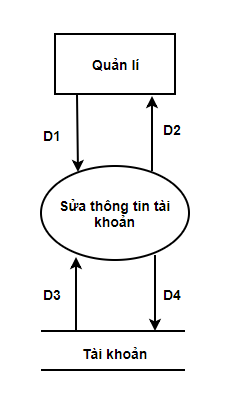 Quản lí
D1
D2
Sửa thông tin tài
khoản
D3
D4
Tài khoản